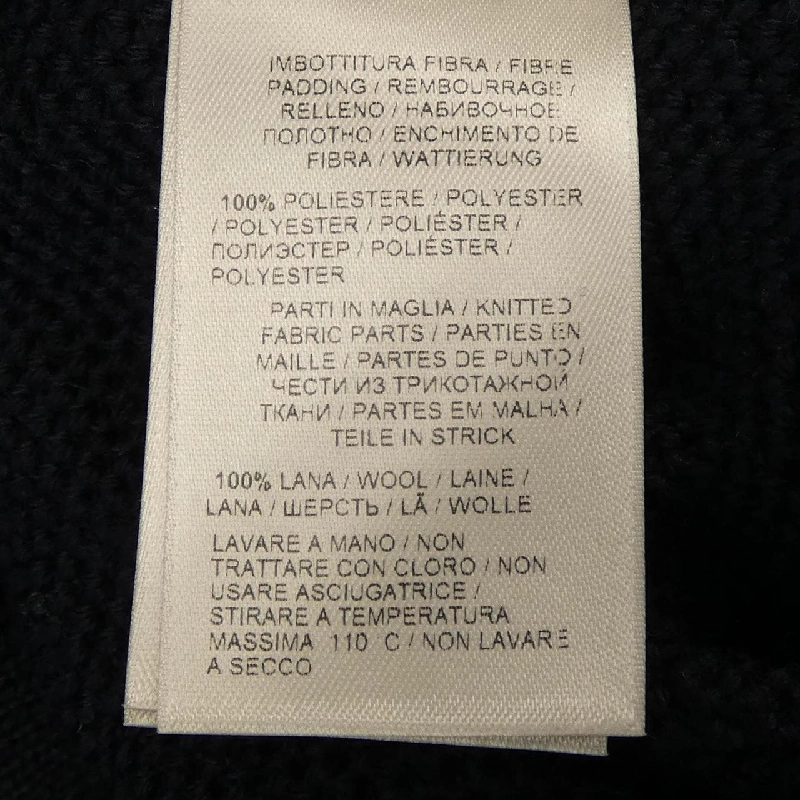 IMBOTTITURA FIBRA / FIBRE
PADDING / REMBOURRAGE /
RELLENO / НАБИВОЧНОЕ
ПОЛОТНО / ENCHIMENTO DE
FIBRA / WATTIERUNG
100% POLIESTERE / POLYESTER
/ POLYESTER / POLIÉSTER /
ПОЛИЭСТЕР / POLIÉSTER /
POLYESTER
PARTI IN MAGLIA / KNITTED
FABRIC PARTS / PARTIES EN
MAILLE / PARTES DE PUNTO /
ЧЕСТИ ИЗ ТРИКОТАЖНОЙ
ТКАНИ / PARTES EM MALHA /
TEILE IN STRICK
100% LANA / WOOL / LAINE /
LANA / ШЕРСТЬ / LÃ / WOLLE
LAVARE A MANO / NON
TRATTARE CON CLORO / NON
USARE ASCIUGATRICE /
STIRARE A TEMPERATURA
MASSIMA 110 C / NON LAVARE
A SECCO